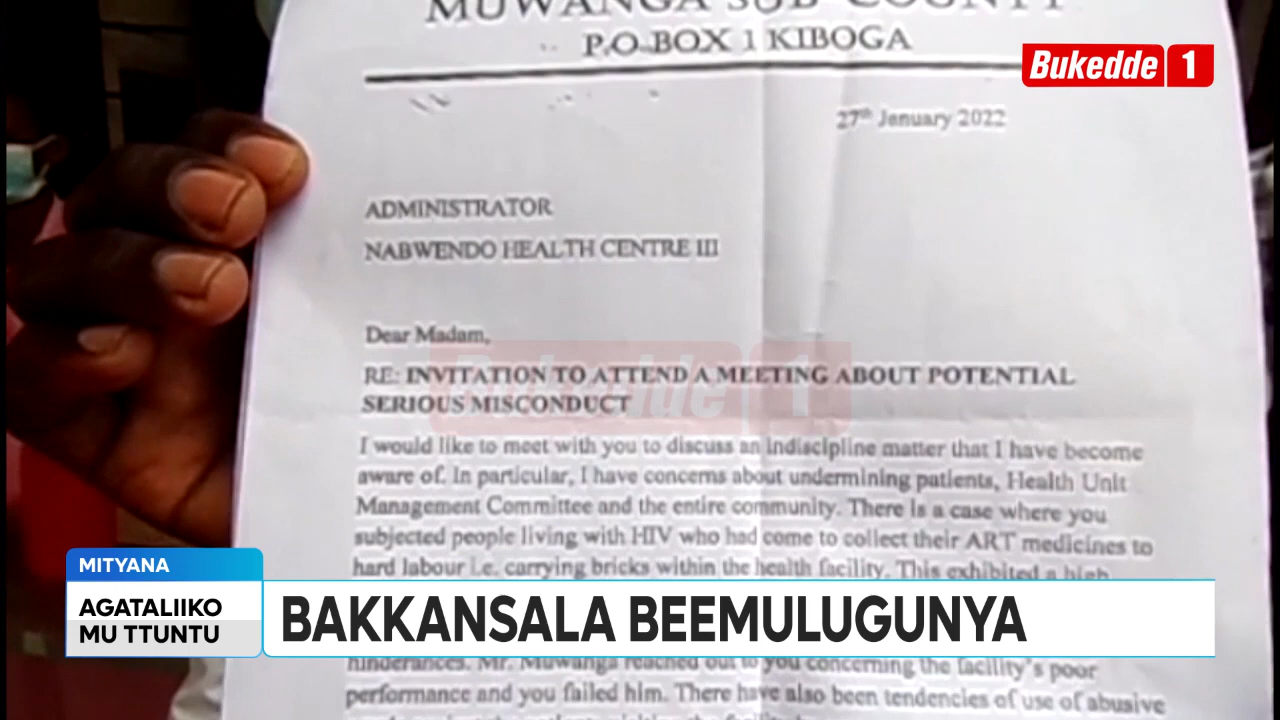 MUWANGA SUB-COUNTY
P.O BOX 1 KIBOGA
Bukedde 1
27th January 2022
ADMINISTRATOR
NABWENDO HEALTH CENTRE III
Dear Madam,
RE: INVITATION TO ATTEND A MEETING ABOUT POTENTIAL
SERIOUS MISCONDUCT
Bukedde 1
I would like to meet with you to discuss an indiscipline matter that I have become
aware of. In particular, I have concerns about undermining patients, Health Unit
Management Committee and the entire community. There is a case where you
subjected people living with HIV who had come to collect their ART medicines to
hard labour i.e. carrying bricks within the health facility. This exhibited a high
MITYANA
AGATALIIKO
MU TTUNTU
BAKKANSALA BEEMULUGUNYA
hinderances. Mr. Muwanga reached out to you concerning the facility's poor
performance and you failed him. There have also been tendencies of use of abusive